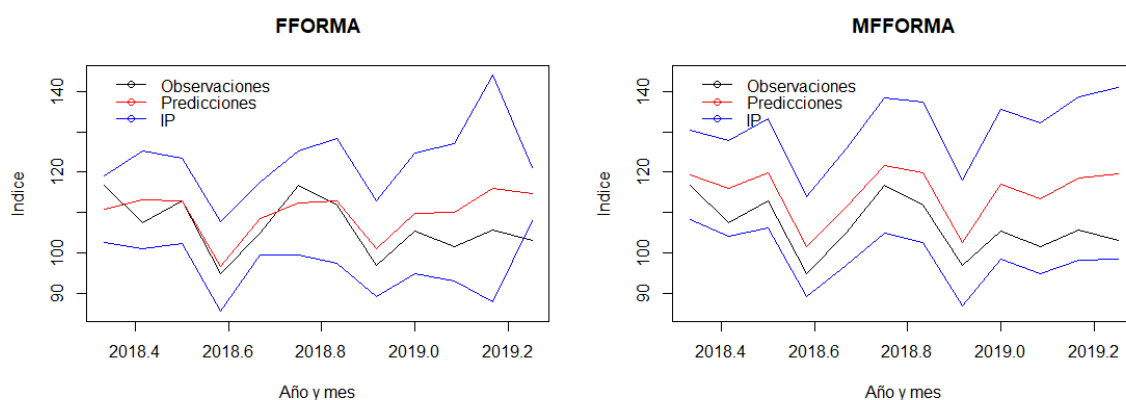 FFORMA
Observaciones
Predicciones
IP
Indice
140
120
100
90
2018.4 2018.6 2018.8 2019.0 2019.2
Año y mes
MFFORMA
Observaciones
Predicciones
IP
Indice
140
120
100
90
2018.4 2018.6 2018.8 2019.0 2019.2
Año y mes